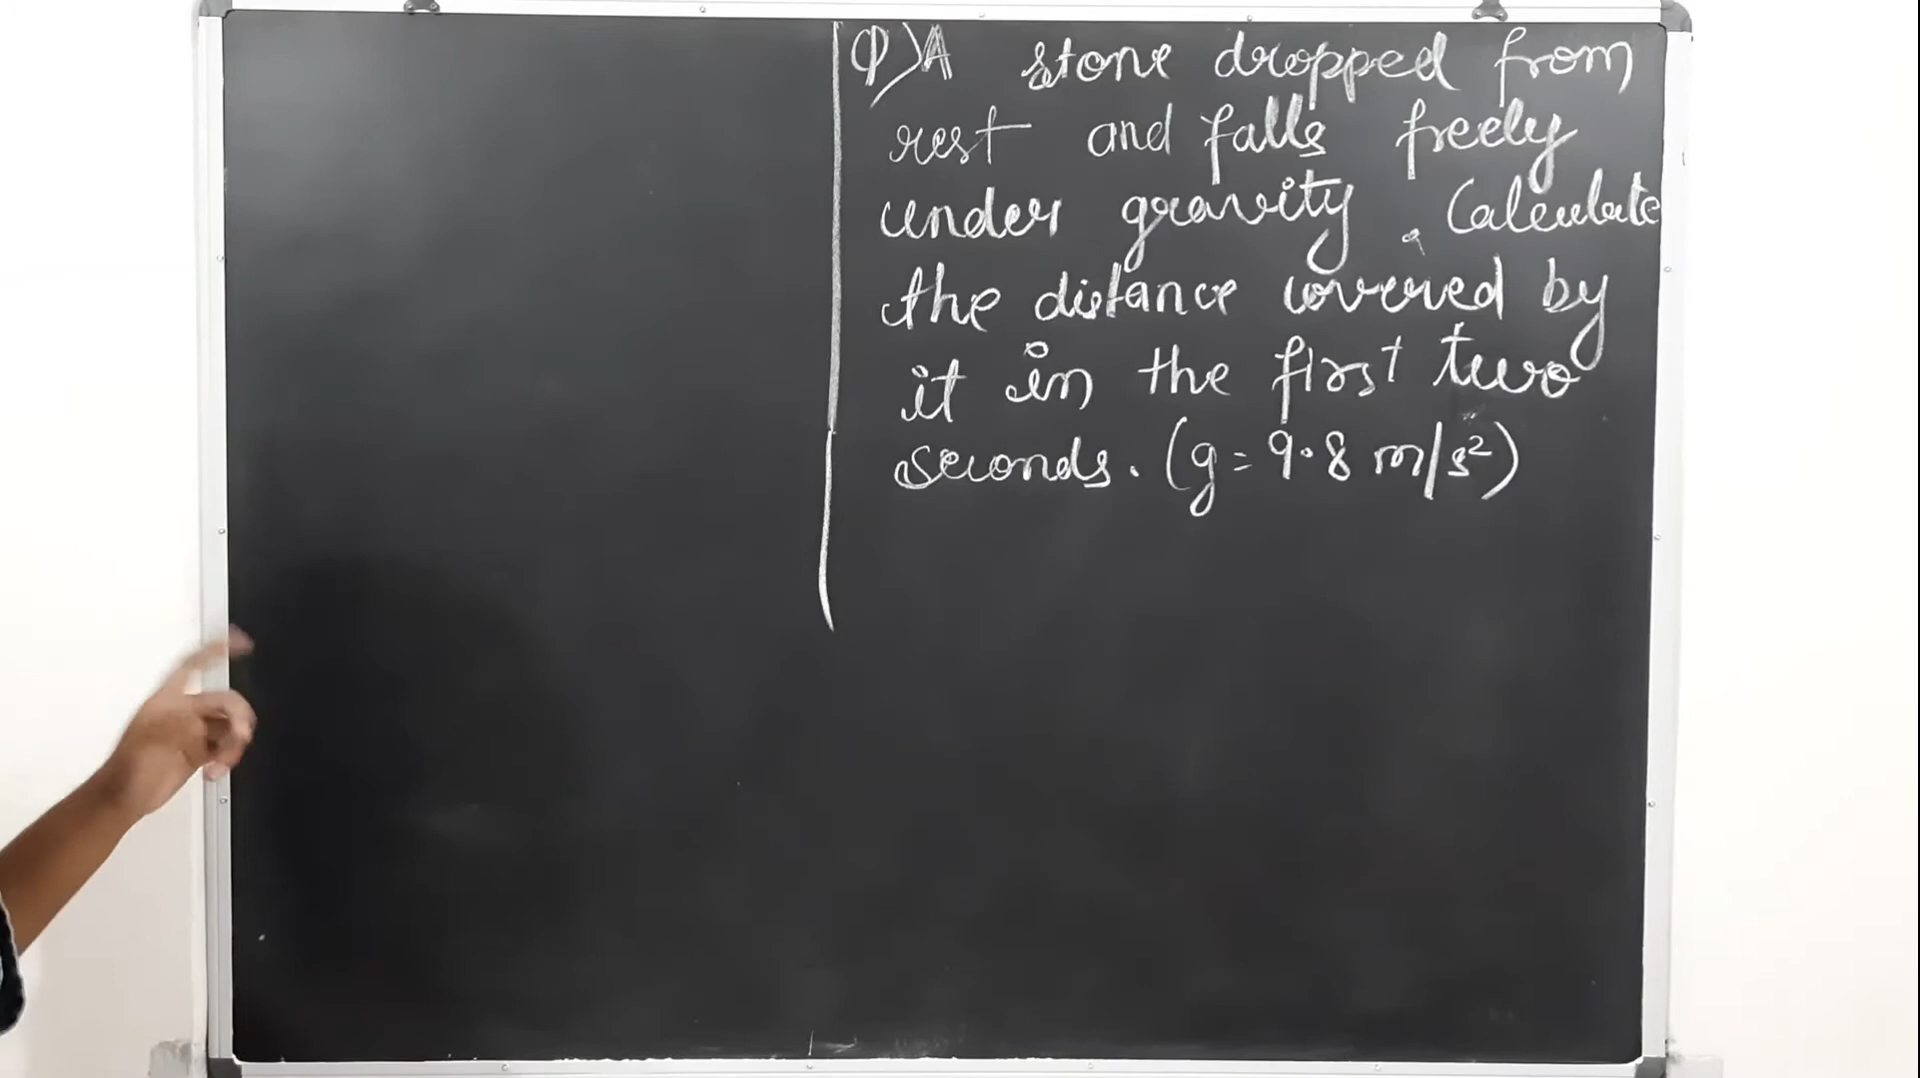 Q) A stone dropped from
rest and falls freely
under gravity. Calculate
the distance covered by
it in the first two
seconds. (g = 9.8 m/s²)